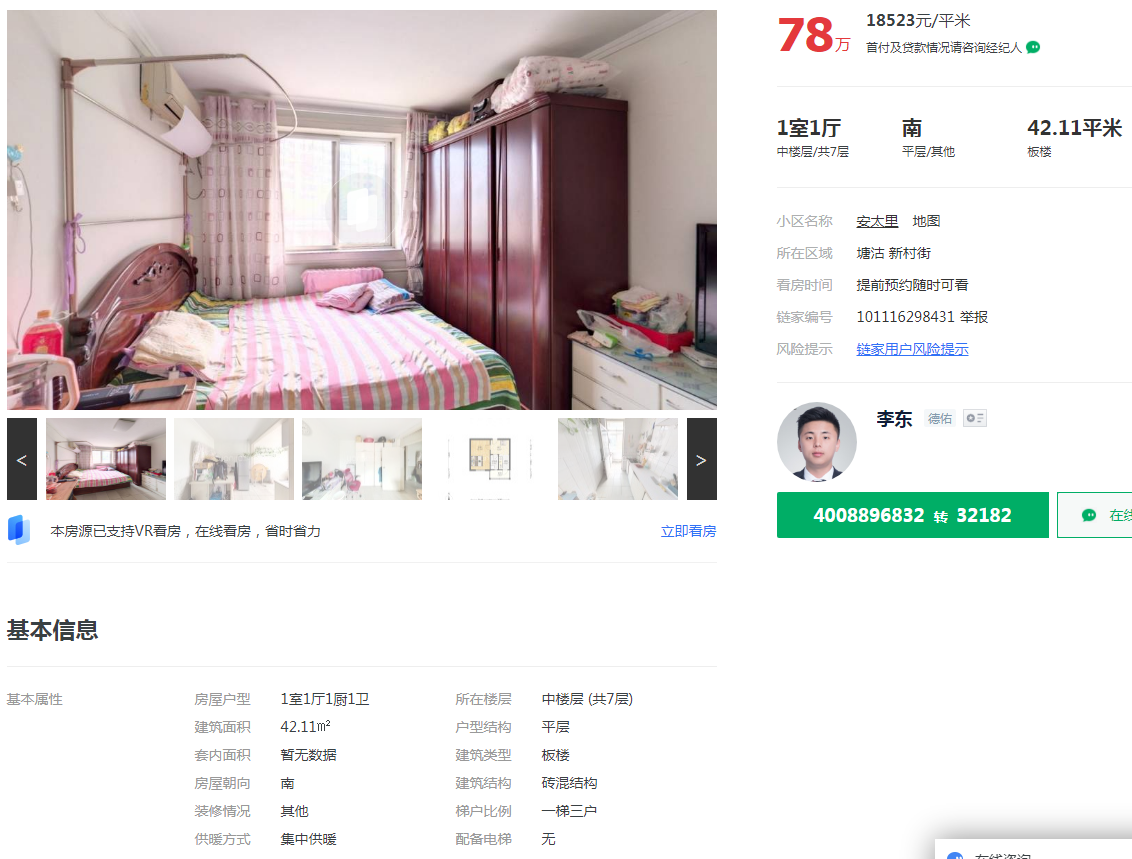 78万
18523元/平米
首付及贷款情况请咨询经纪人
1室1厅
中楼层/共7层
南
平层/其他
42.11平米
板楼
小区名称 安太里 地图
所在区域 塘沽 新村街
看房时间 提前预约随时可看
链家编号 101116298431 举报
风险提示 链家用户风险提示
李东 德佑
4008896832 转 32182
在线
< >
本房源已支持VR看房，在线看房，省时省力 立即看房
基本信息
基本属性
房屋户型 1室1厅1厨1卫 所在楼层 中楼层 (共7层)
建筑面积 42.11㎡ 户型结构 平层
套内面积 暂无数据 建筑类型 板楼
房屋朝向 南 建筑结构 砖混结构
装修情况 其他 梯户比例 一梯三户
供暖方式 集中供暖 配备电梯 无
在线咨询